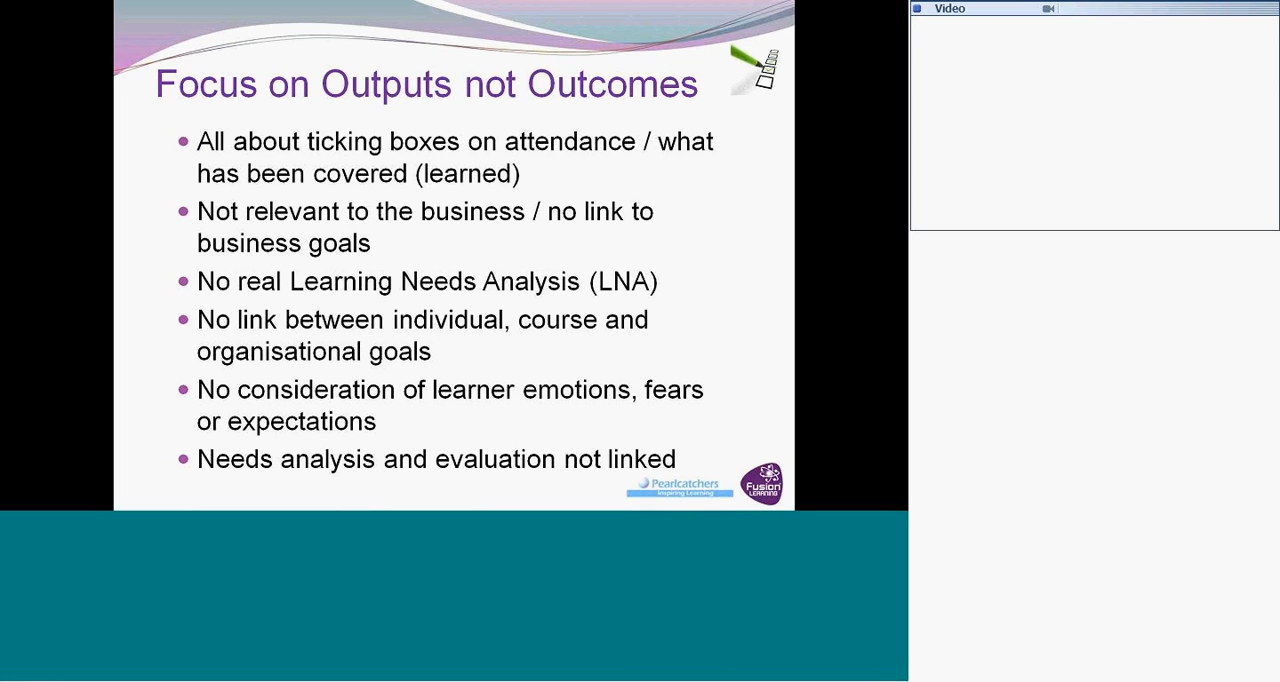 Video
Focus on Outputs not Outcomes
All about ticking boxes on attendance / what
has been covered (learned)
Not relevant to the business / no link to
business goals
No real Learning Needs Analysis (LNA)
No link between individual, course and
organisational goals
No consideration of learner emotions, fears
or expectations
Needs analysis and evaluation not linked
Pearlcatchers
Inspiring Learning
Fusion
LEARNING